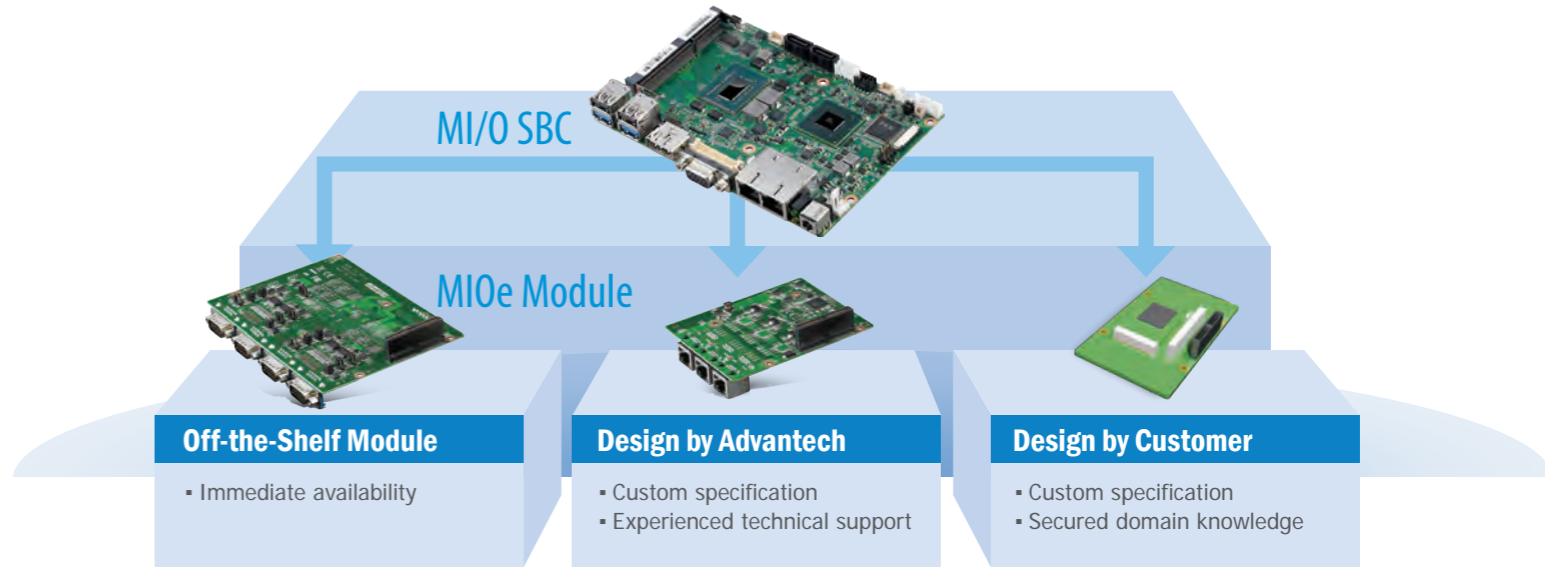 MI/O SBC
MIOe Module
Off-the-Shelf Module
▪ Immediate availability
Design by Advantech
▪ Custom specification
▪ Experienced technical support
Design by Customer
▪ Custom specification
▪ Secured domain knowledge